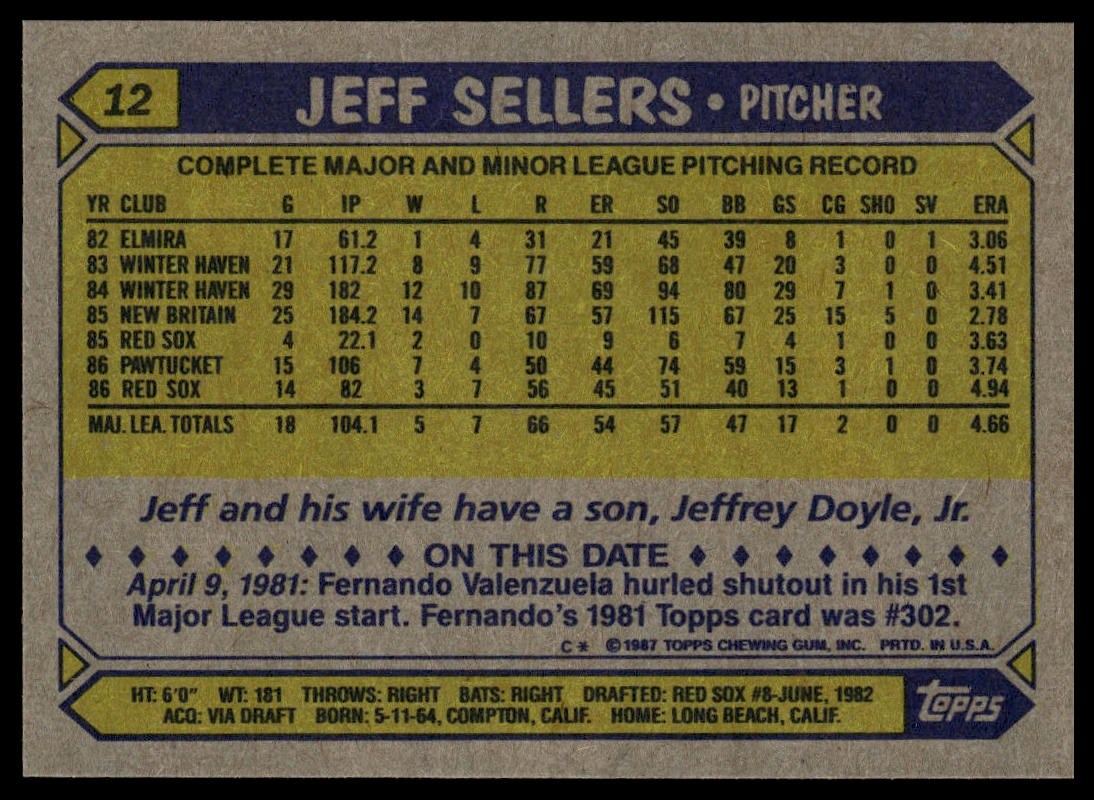 12 JEFF SELLERS • PITCHER
COMPLETE MAJOR AND MINOR LEAGUE PITCHING RECORD
YR CLUB G IP W L R ER SO BB GS CG SHO SV ERA
82 ELMIRA 17 61.2 1 4 31 21 45 39 8 1 0 1 3.06
83 WINTER HAVEN 21 117.2 8 9 77 59 68 47 20 3 0 0 4.51
84 WINTER HAVEN 29 182 12 10 87 69 94 80 29 7 1 0 3.41
85 NEW BRITAIN 25 184.2 14 7 67 57 115 67 25 15 5 0 2.78
85 RED SOX 4 22.1 2 0 10 9 6 7 4 1 0 0 3.63
86 PAWTUCKET 15 106 7 4 50 44 74 59 15 3 1 0 3.74
86 RED SOX 14 82 3 7 56 45 51 40 13 1 0 0 4.94
MAJ. LEA. TOTALS 18 104.1 5 7 66 54 57 47 17 2 0 0 4.66
Jeff and his wife have a son, Jeffrey Doyle, Jr.
♦ ♦ ♦ ♦ ♦ ♦ ♦ ♦ ON THIS DATE ♦ ♦ ♦ ♦ ♦ ♦ ♦ ♦
April 9, 1981: Fernando Valenzuela hurled shutout in his 1st
Major League start. Fernando's 1981 Topps card was #302.
C* ©1987 TOPPS CHEWING GUM, INC. PRTD. IN U.S.A.
HT: 6'0" WT: 181 THROWS: RIGHT BATS: RIGHT DRAFTED: RED SOX #8-JUNE, 1982
ACQ: VIA DRAFT BORN: 5-11-64, COMPTON, CALIF. HOME: LONG BEACH, CALIF.
topps